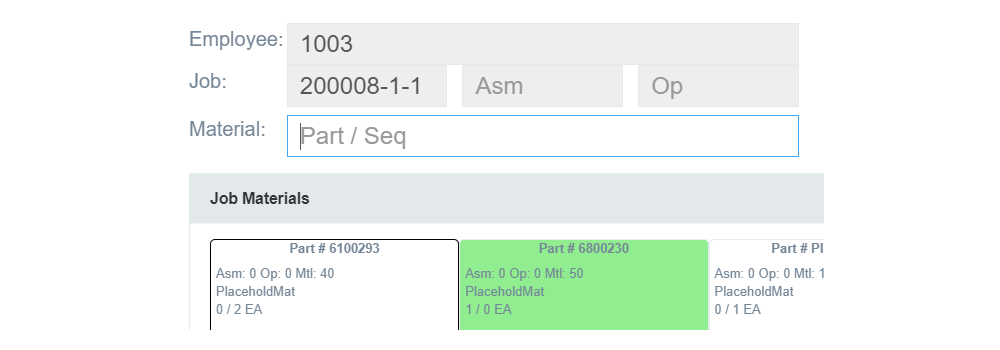 Employee: 1003
Job: 200008-1-1 Asm Op
Material: Part / Seq
Job Materials
Part # 6100293 Part # 6800230 Part # PI
Asm: 0 Op: 0 Mtl: 40 Asm: 0 Op: 0 Mtl: 50 Asm: 0 Op: 0 Mtl: 1
PlaceholdMat PlaceholdMat PlaceholdMat
0 / 2 EA 1 / 0 EA 0 / 1 EA